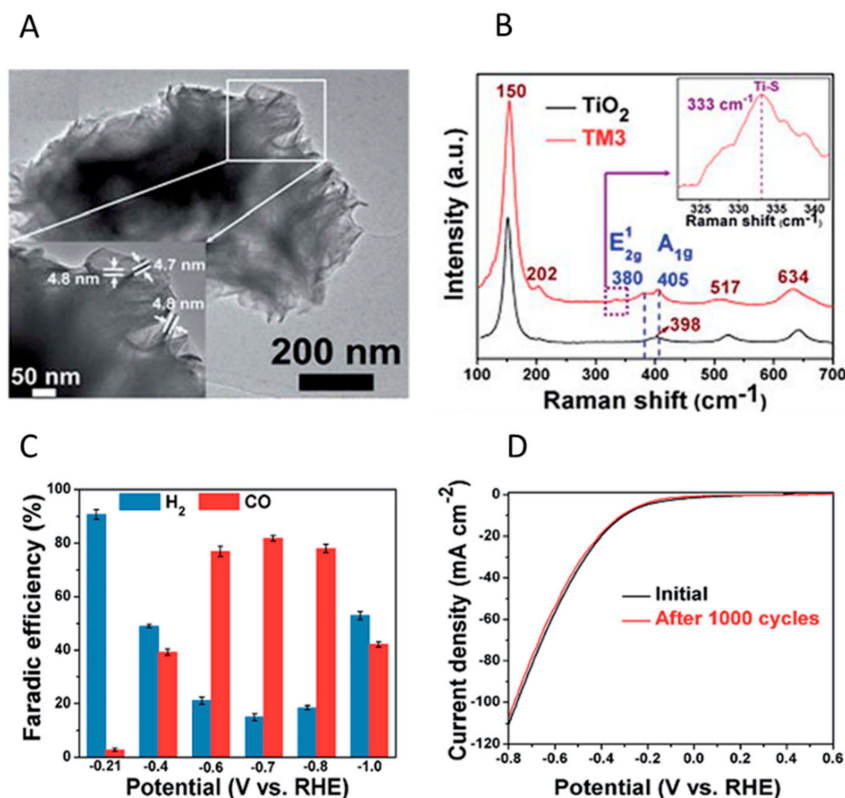 A
4.8 nm
4.7 nm
4.8 nm
50 nm
200 nm
B
Intensity (a.u.)
150
TiO2
TM3
333 cm-1
Ti-S
325 330 335 340
Raman shift (cm-1)
E12g
A1g
202
380
405
517
634
398
100 200 300 400 500 600 700
Raman shift (cm-1)
C
Faradic efficiency (%)
100
80
60
40
20
0
H2 CO
-0.21 -0.4 -0.6 -0.7 -0.8 -1.0
Potential (V vs. RHE)
D
Current density (mA cm-2)
0
-20
-40
-60
-80
-100
-120
Initial
After 1000 cycles
-0.8 -0.6 -0.4 -0.2 0.0 0.2 0.4 0.6
Potential (V vs. RHE)